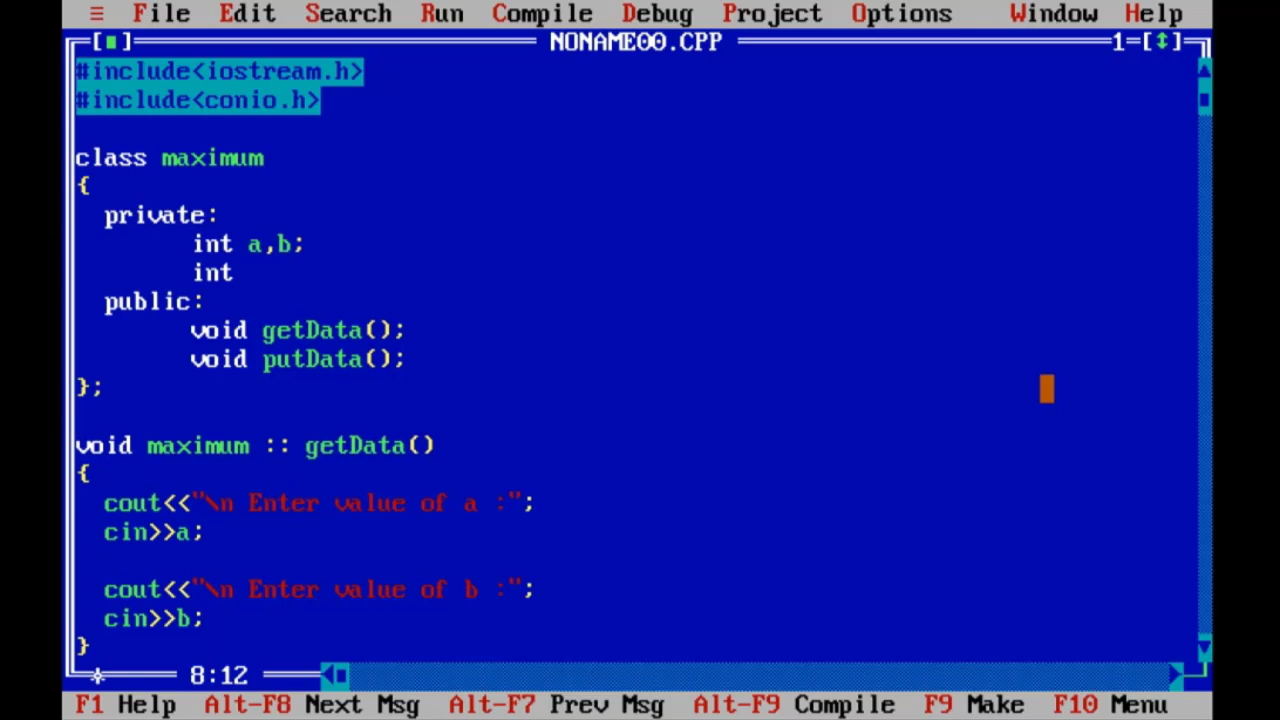 ≡ File Edit Search Run Compile Debug Project Options Window Help
[■] NONAME00.CPP 1=[↕]
#include<iostream.h>
#include<conio.h>
class maximum
{
private:
int a,b;
int
public:
void getData();
void putData();
};
void maximum :: getData()
{
cout<<"\n Enter value of a :";
cin>>a;
cout<<"\n Enter value of b :";
cin>>b;
}
8:12
F1 Help Alt-F8 Next Msg Alt-F7 Prev Msg Alt-F9 Compile F9 Make F10 Menu